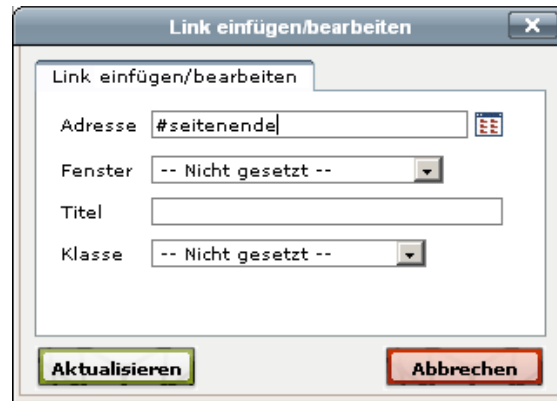 Link einfügen/bearbeiten
Link einfügen/bearbeiten
Adresse #seitenende
Fenster -- Nicht gesetzt --
Titel
Klasse -- Nicht gesetzt --
Aktualisieren Abbrechen